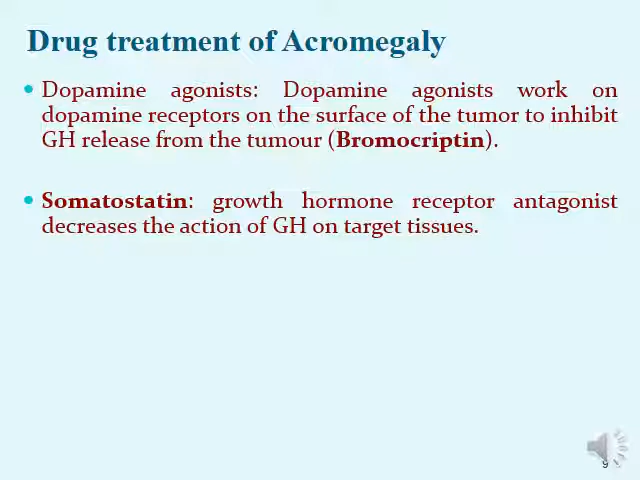 Drug treatment of Acromegaly
• Dopamine agonists: Dopamine agonists work on
dopamine receptors on the surface of the tumor to inhibit
GH release from the tumour (Bromocriptin).
• Somatostatin: growth hormone receptor antagonist
decreases the action of GH on target tissues.
9